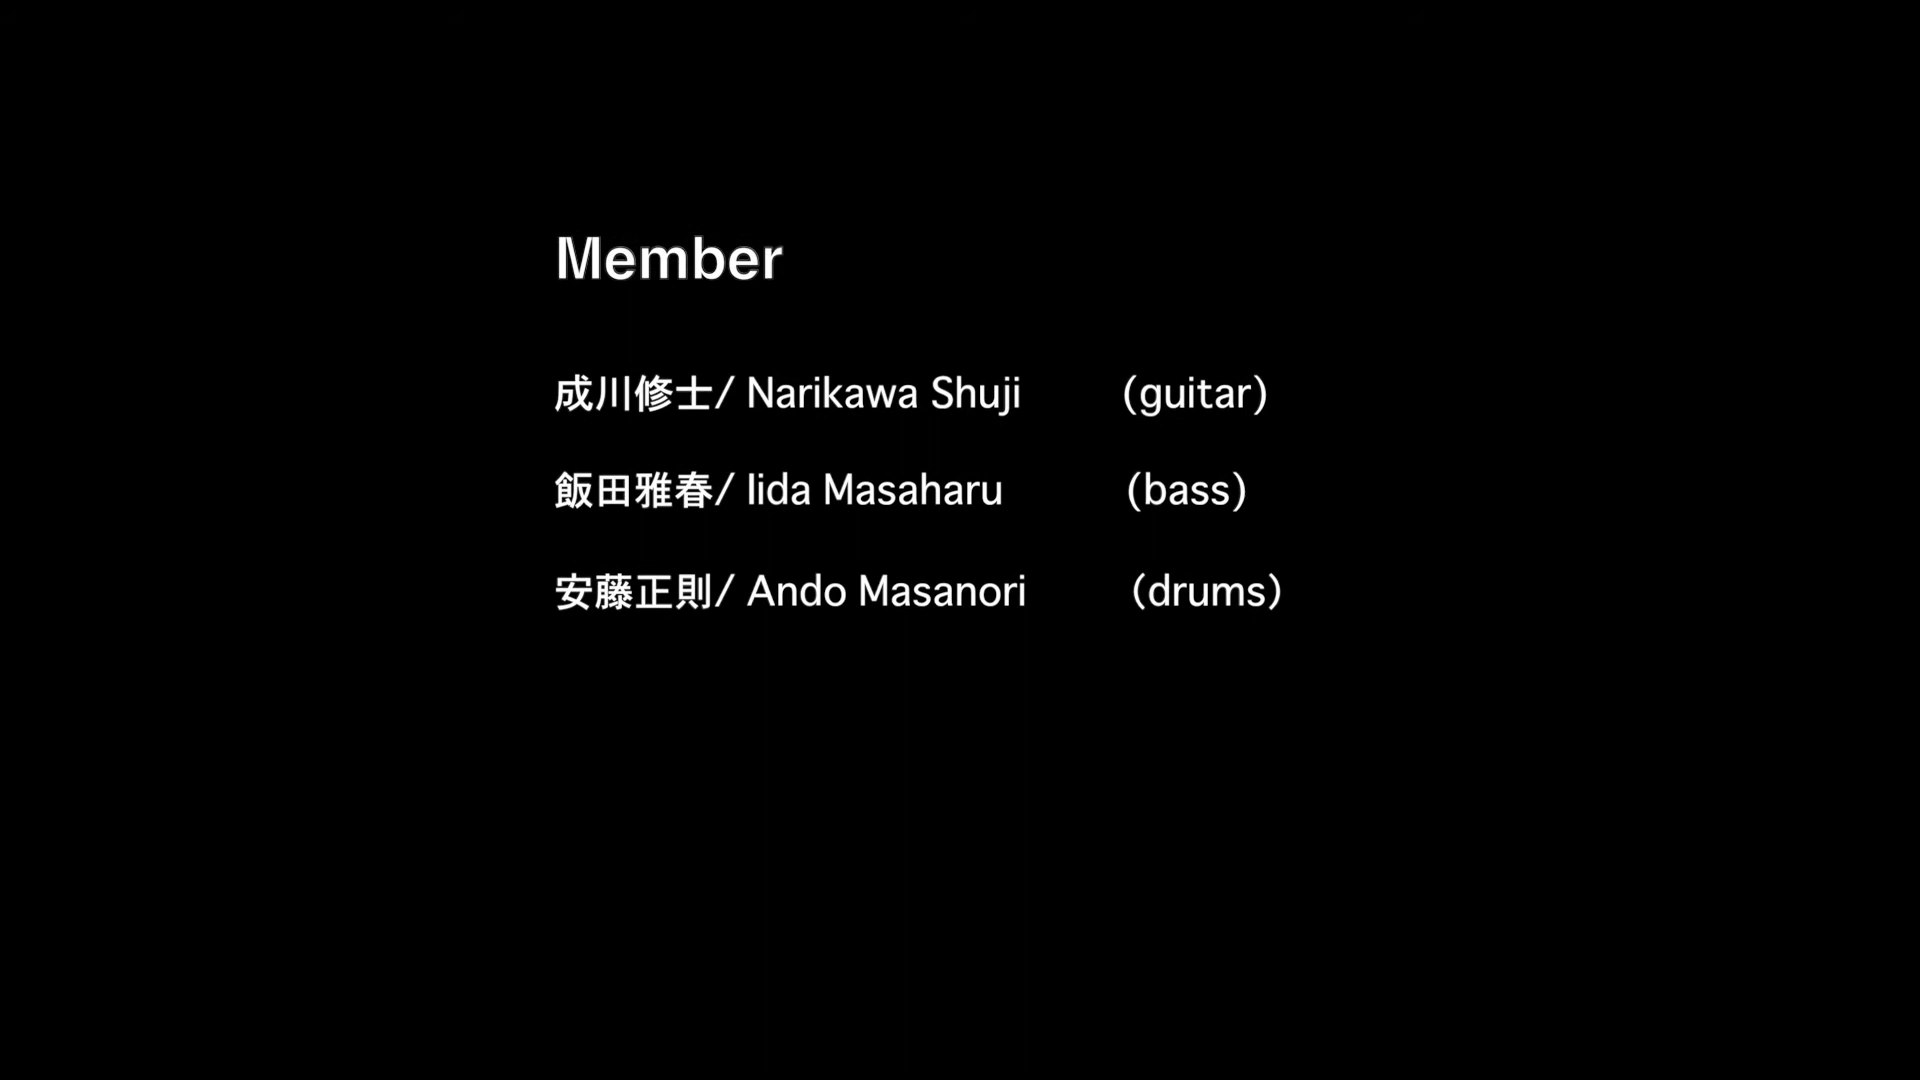 Member
成川修士/ Narikawa Shuji (guitar)
飯田雅春/ Iida Masaharu (bass)
安藤正則/ Ando Masanori (drums)